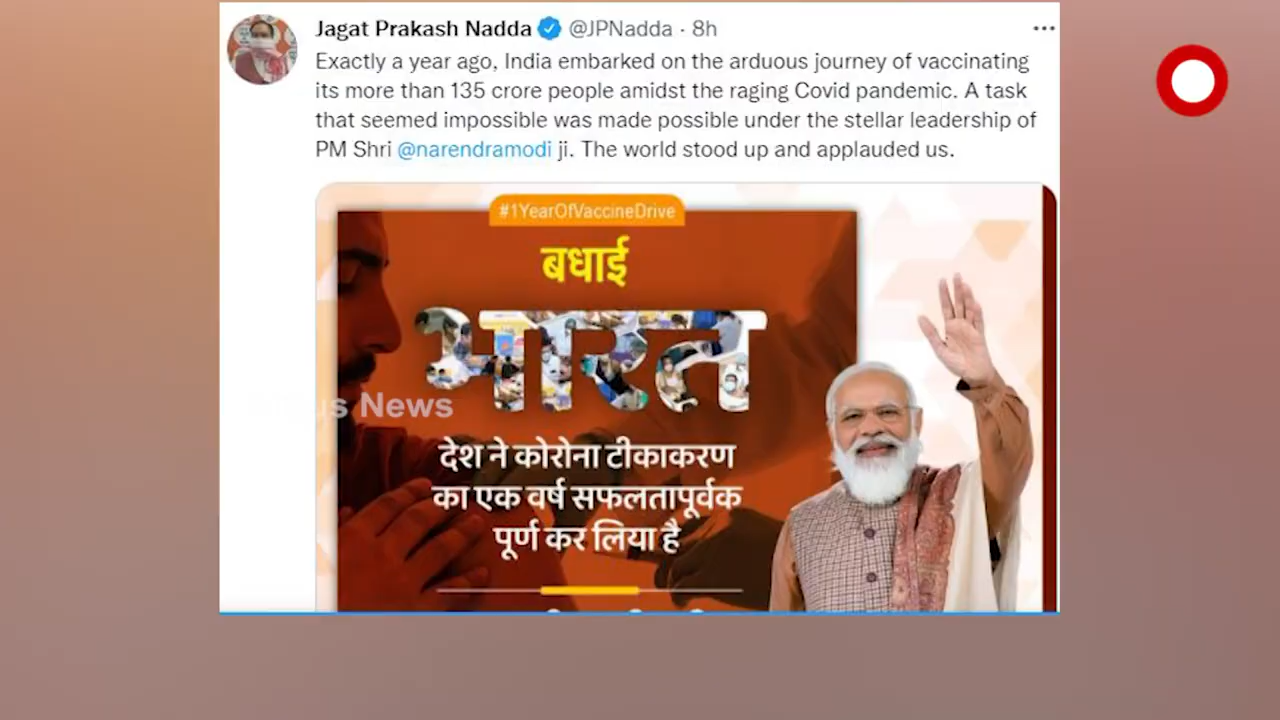 Jagat Prakash Nadda @JPNadda · 8h
Exactly a year ago, India embarked on the arduous journey of vaccinating
its more than 135 crore people amidst the raging Covid pandemic. A task
that seemed impossible was made possible under the stellar leadership of
PM Shri @narendramodi ji. The world stood up and applauded us.
#1YearOfVaccineDrive
बधाई
भारत
News
देश ने कोरोना टीकाकरण
का एक वर्ष सफलतापूर्वक
पूर्ण कर लिया है